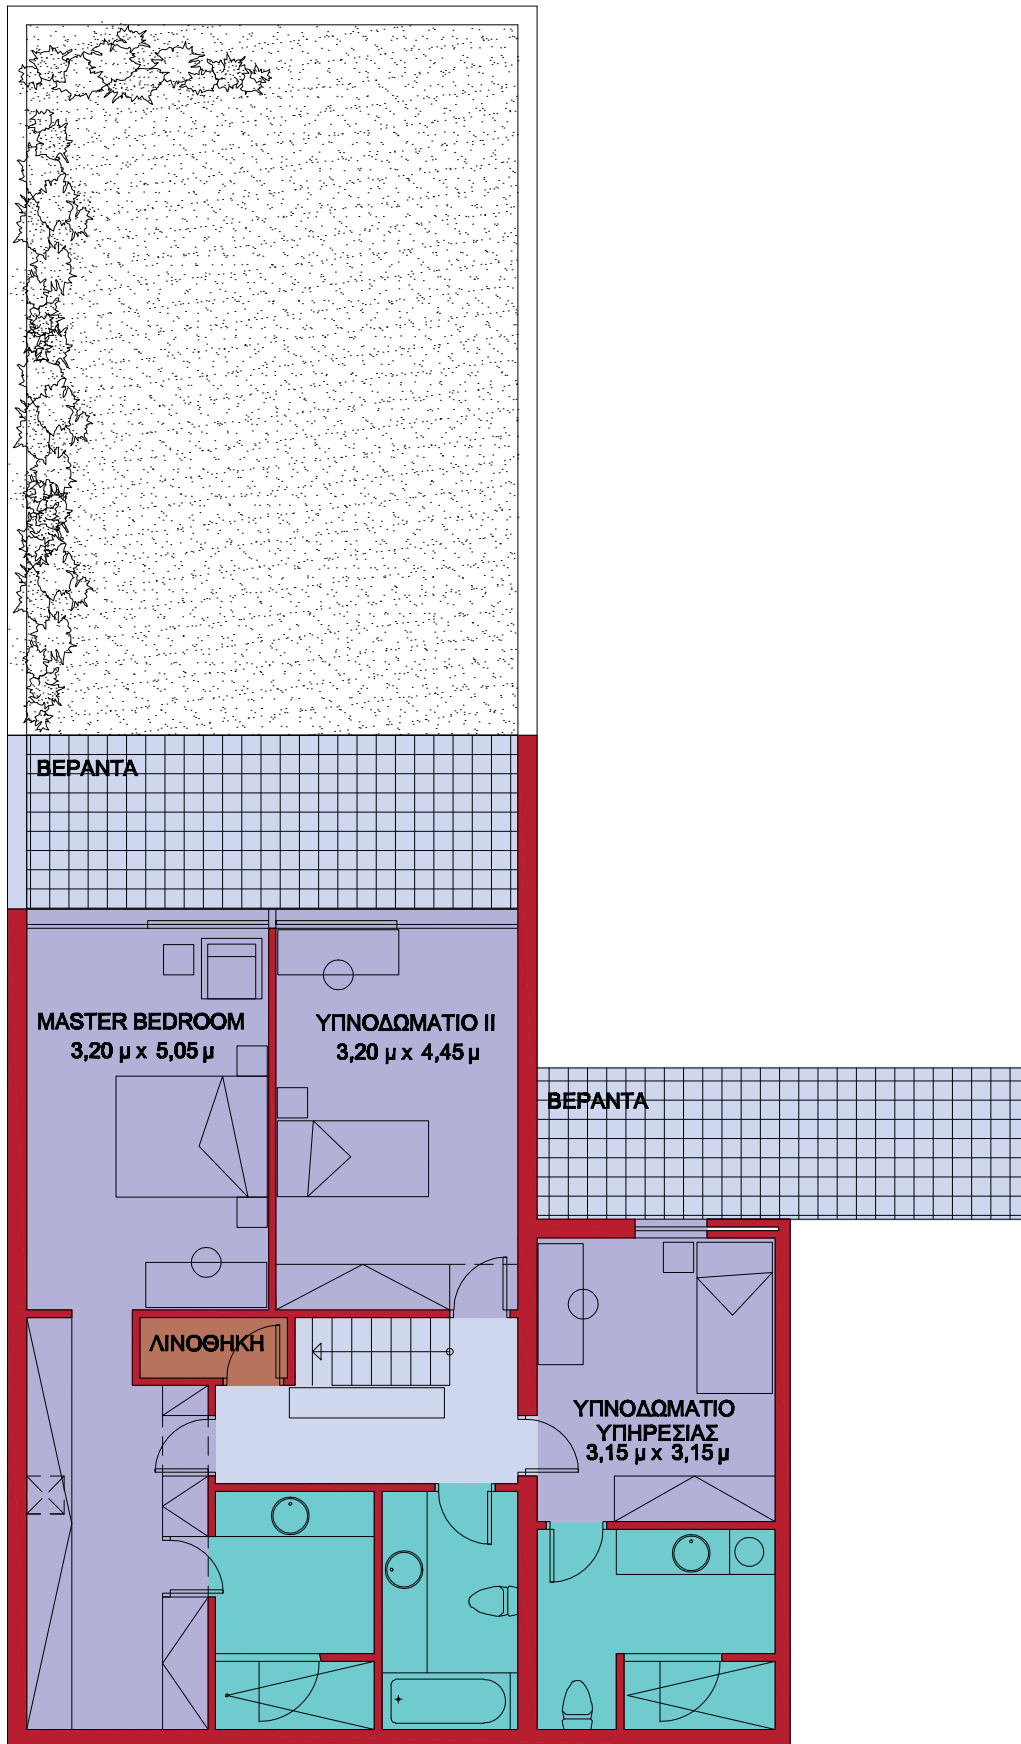 ΒΕΡΑΝΤΑ
MASTER BEDROOM
3,20 μ x 5,05 μ
ΥΠΝΟΔΩΜΑΤΙΟ II
3,20 μ x 4,45 μ
ΒΕΡΑΝΤΑ
ΛΙΝΟΘΗΚΗ
ΥΠΝΟΔΩΜΑΤΙΟ
ΥΠΗΡΕΣΙΑΣ
3,15 μ x 3,15 μ